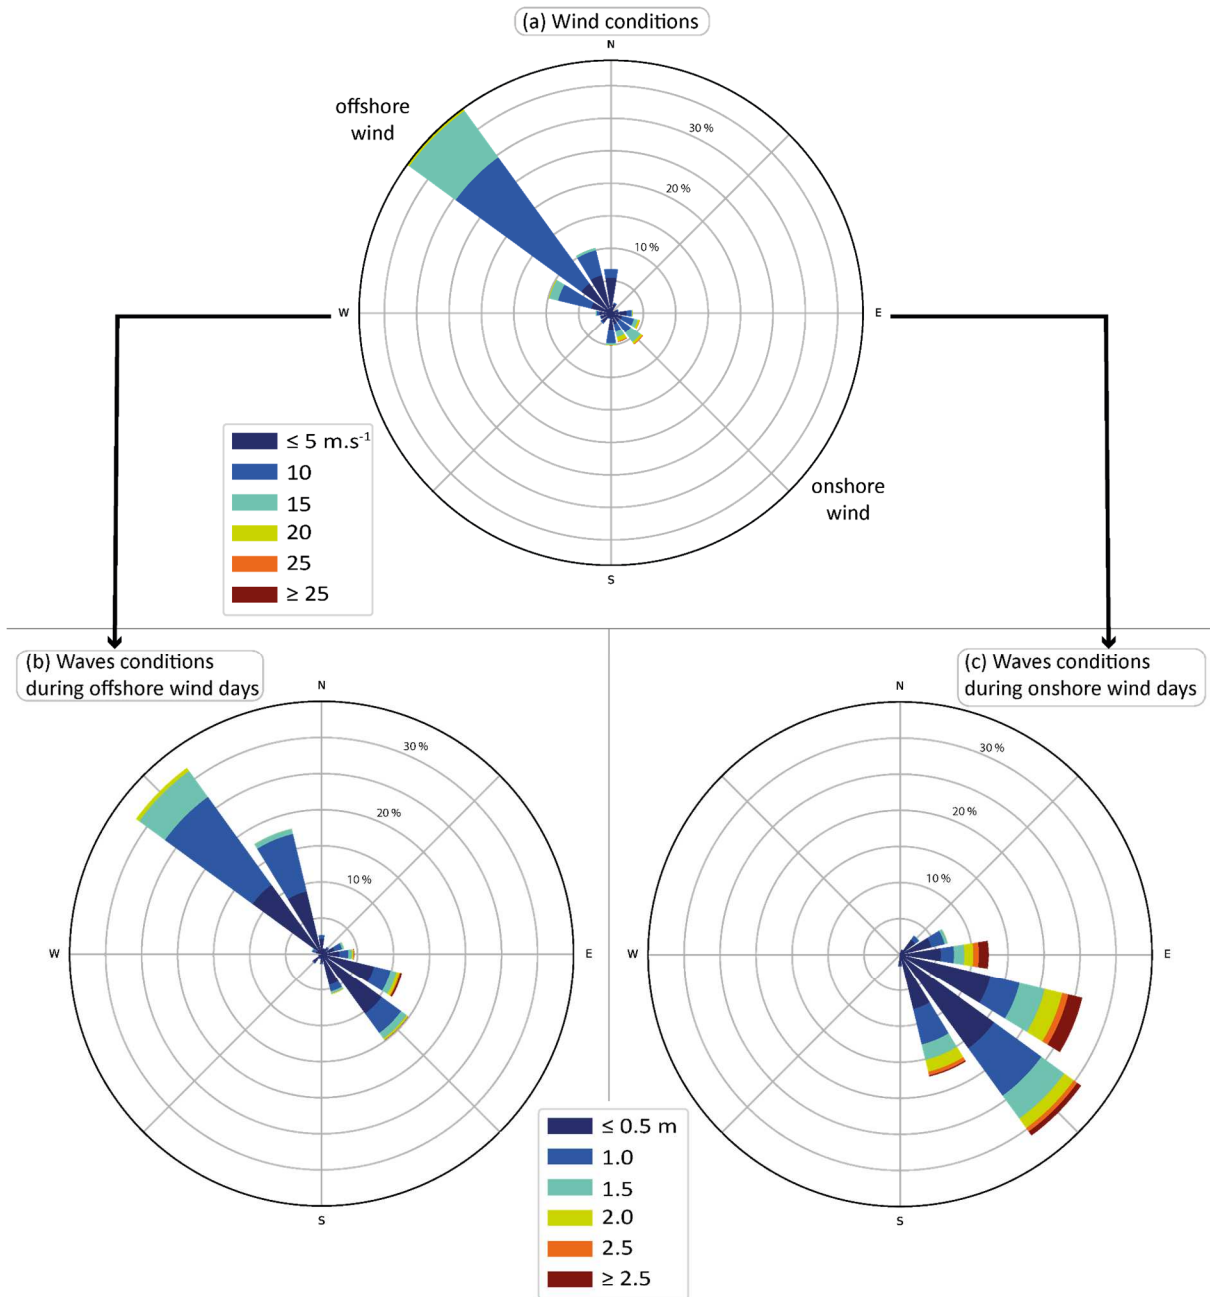 (a) Wind conditions
N
offshore
wind
30 %
20 %
10 %
W
E
onshore
wind
S
≤ 5 m.s⁻¹
10
15
20
25
≥ 25
(b) Waves conditions
during offshore wind days
N
30 %
20 %
10 %
W
E
S
(c) Waves conditions
during onshore wind days
N
30 %
20 %
10 %
W
E
S
≤ 0.5 m
1.0
1.5
2.0
2.5
≥ 2.5